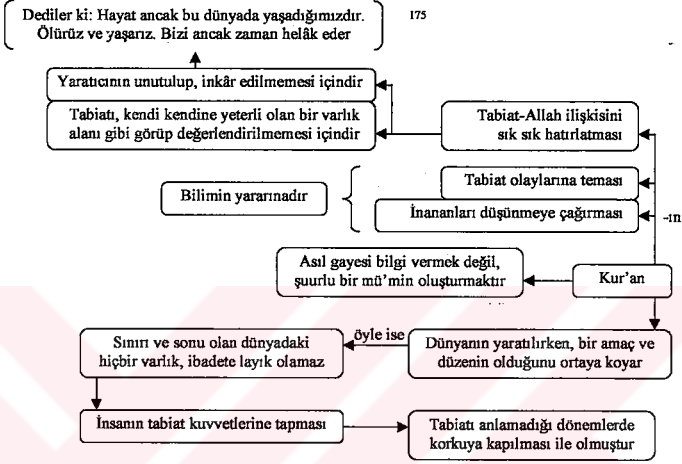 Dediler ki: Hayat ancak bu dünyada yaşadığımızdır.
Ölürüz ve yaşarız. Bizi ancak zaman helâk eder
175
Yaratıcının unutulup, inkâr edilmemesi içindir
Tabiatı, kendi kendine yeterli olan bir varlık
alanı gibi görüp değerlendirilmemesi içindir
Tabiat-Allah ilişkisini
sık sık hatırlatması
Tabiat olaylarına teması
Bilimin yararınadır
İnananları düşünmeye çağırması
-ın
Asıl gayesi bilgi vermek değil,
şuurlu bir mü'min oluşturmaktır
Kur'an
Sınırı ve sonu olan dünyadaki
hiçbir varlık, ibadete layık olamaz
öyle ise
Dünyanın yaratılırken, bir amaç ve
düzenin olduğunu ortaya koyar
İnsanın tabiat kuvvetlerine tapması
Tabiatı anlamadığı dönemlerde
korkuya kapılması ile olmuştur